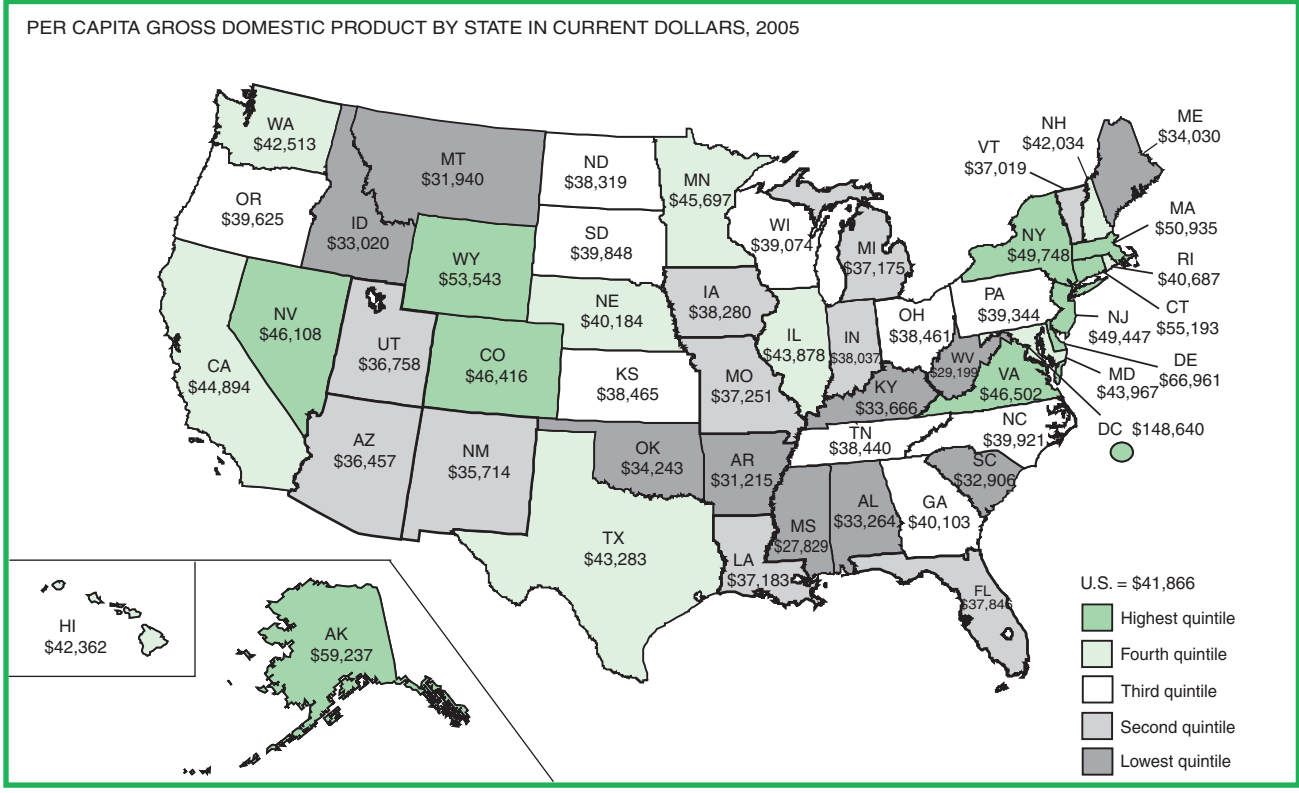 PER CAPITA GROSS DOMESTIC PRODUCT BY STATE IN CURRENT DOLLARS, 2005
WA
$42,513
OR
$39,625
CA
$44,894
NV
$46,108
ID
$33,020
MT
$31,940
WY
$53,543
UT
$36,758
CO
$46,416
AZ
$36,457
NM
$35,714
ND
$38,319
SD
$39,848
NE
$40,184
KS
$38,465
OK
$34,243
TX
$43,283
MN
$45,697
IA
$38,280
MO
$37,251
AR
$31,215
LA
$37,183
WI
$39,074
IL
$43,878
MI
$37,175
IN
$38,037
OH
$38,461
KY
$33,666
TN
$38,440
MS
$27,829
AL
$33,264
GA
$40,103
FL
$37,846
SC
$32,906
NC
$39,921
VA
$46,502
WV
$29,199
PA
$39,344
NY
$49,748
VT
$37,019
NH
$42,034
ME
$34,030
MA
$50,935
RI
$40,687
CT
$55,193
NJ
$49,447
DE
$66,961
MD
$43,967
DC $148,640
HI
$42,362
AK
$59,237
U.S. = $41,866
Highest quintile
Fourth quintile
Third quintile
Second quintile
Lowest quintile